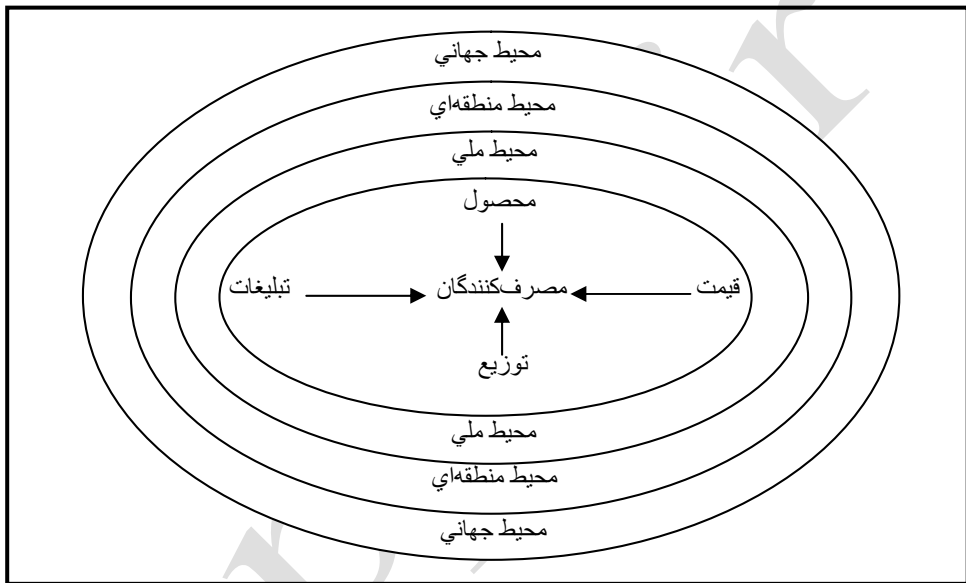 محيط جهاني
محيط منطقه‌اي
محيط ملي
محصول
قيمت
مصرف‌کنندگان
تبليغات
توزيع
محيط ملي
محيط منطقه‌اي
محيط جهاني